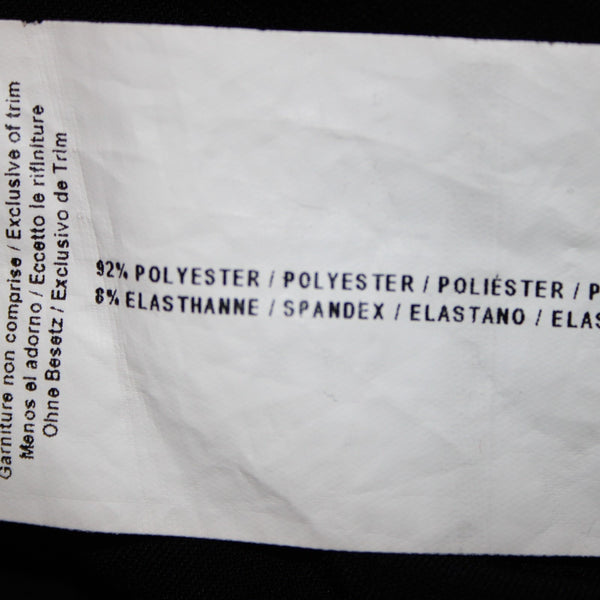 Garniture non comprise / Exclusive of trim
Menos el adorno / Eccetto le rifiniture
Ohne Besetz / Exclusivo de Trim
92% POLYESTER / POLYESTER / POLIÉSTER / P
8% ELASTHANNE / SPANDEX / ELASTANO / ELAS